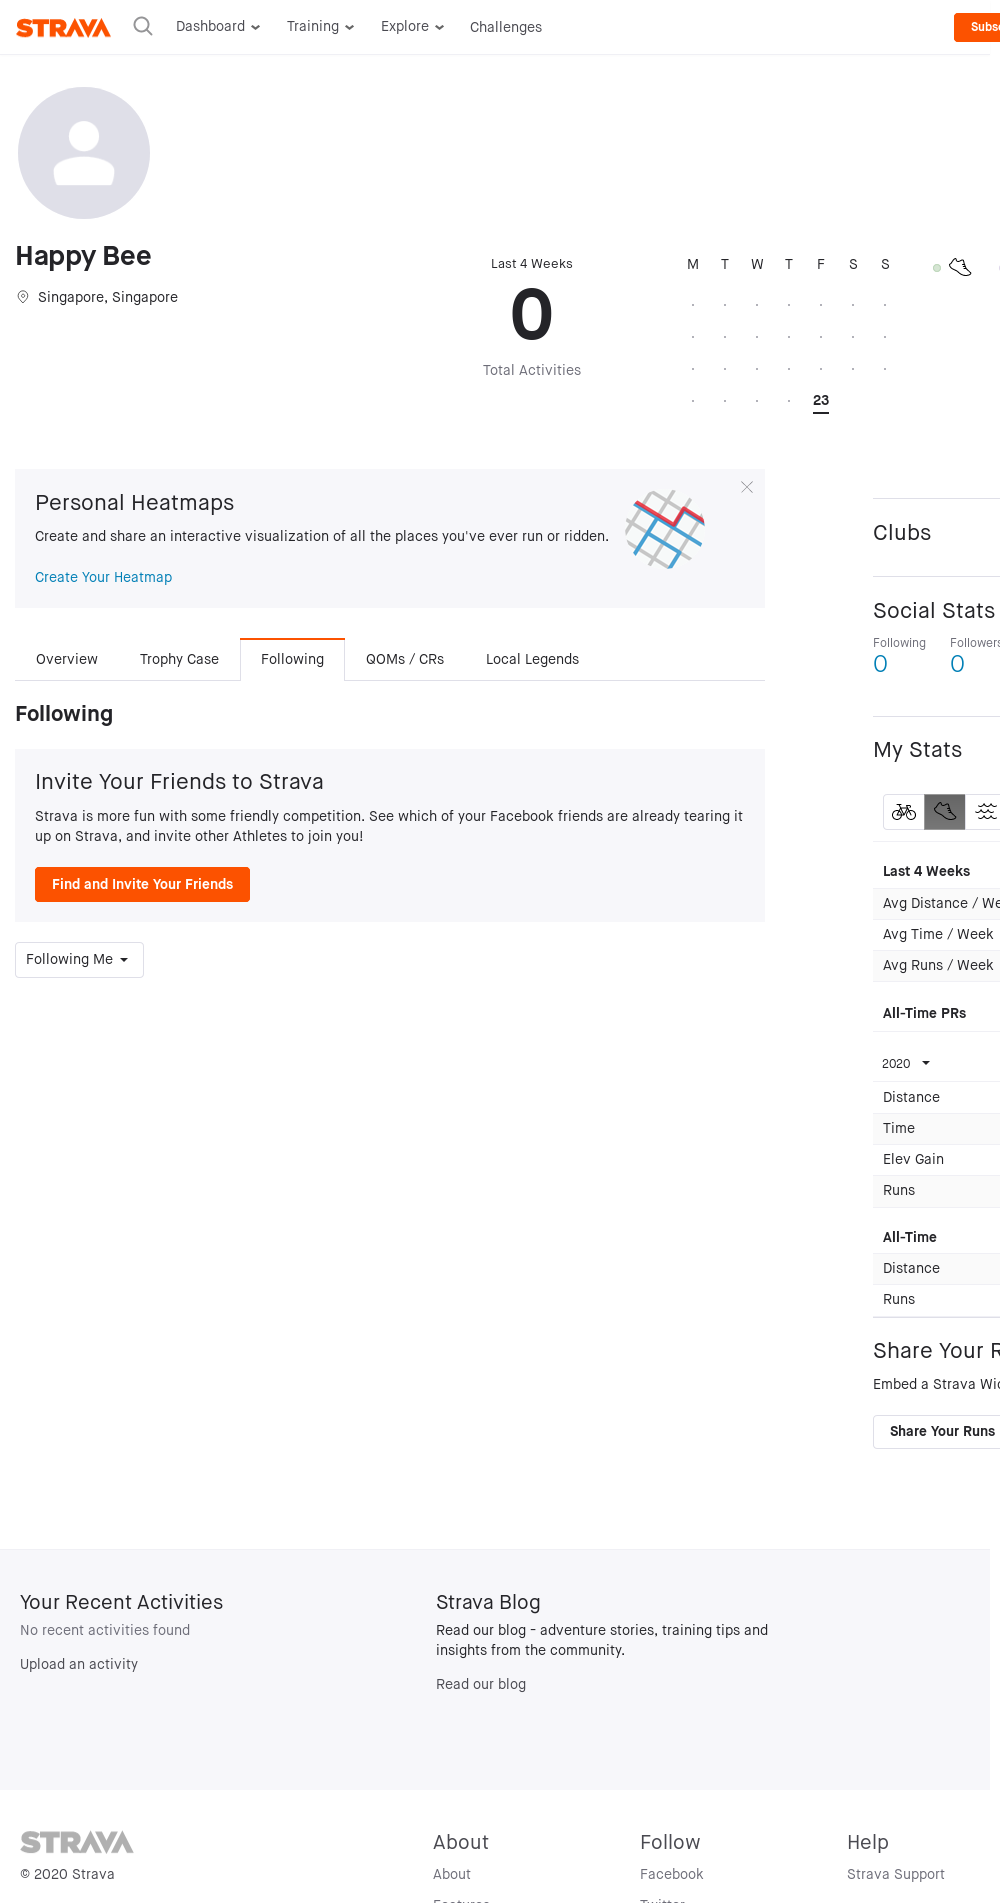 STRAVA Dashboard Training Explore Challenges
Happy Bee
Singapore, Singapore
Last 4 Weeks
0
Total Activities
M T W T F S S
23
Personal Heatmaps
Create and share an interactive visualization of all the places you've ever run or ridden.
Create Your Heatmap
Overview Trophy Case Following QOMs / CRs Local Legends
Following
Invite Your Friends to Strava
Strava is more fun with some friendly competition. See which of your Facebook friends are already tearing it
up on Strava, and invite other Athletes to join you!
Find and Invite Your Friends
Following Me
Clubs
Social Stats
Following Followers
0 0
My Stats
Last 4 Weeks
Avg Distance /
Avg Time / Week
Avg Runs / Week
All-Time PRs
2020
Distance
Time
Elev Gain
Runs
All-Time
Distance
Runs
Share Your
Embed a Strava
Share Your Runs
Your Recent Activities
No recent activities found
Upload an activity
Strava Blog
Read our blog - adventure stories, training tips and
insights from the community.
Read our blog
STRAVA
© 2020 Strava
About
About
Features
Follow
Facebook
Twitter
Help
Strava Support